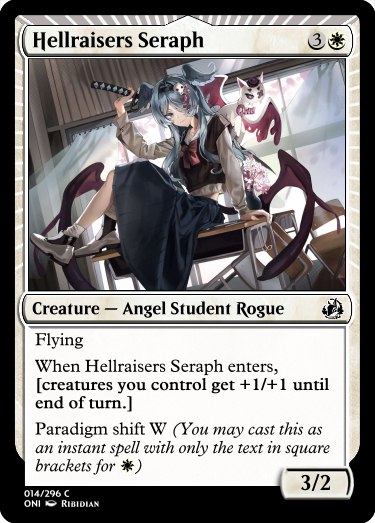 Hellraisers Seraph 3
Creature — Angel Student Rogue
Flying
When Hellraisers Seraph enters,
[creatures you control get +1/+1 until
end of turn.]
Paradigm shift W (You may cast this
as an instant spell with only the text in square
brackets for )
3/2
014/296 C
ONI Ribidian